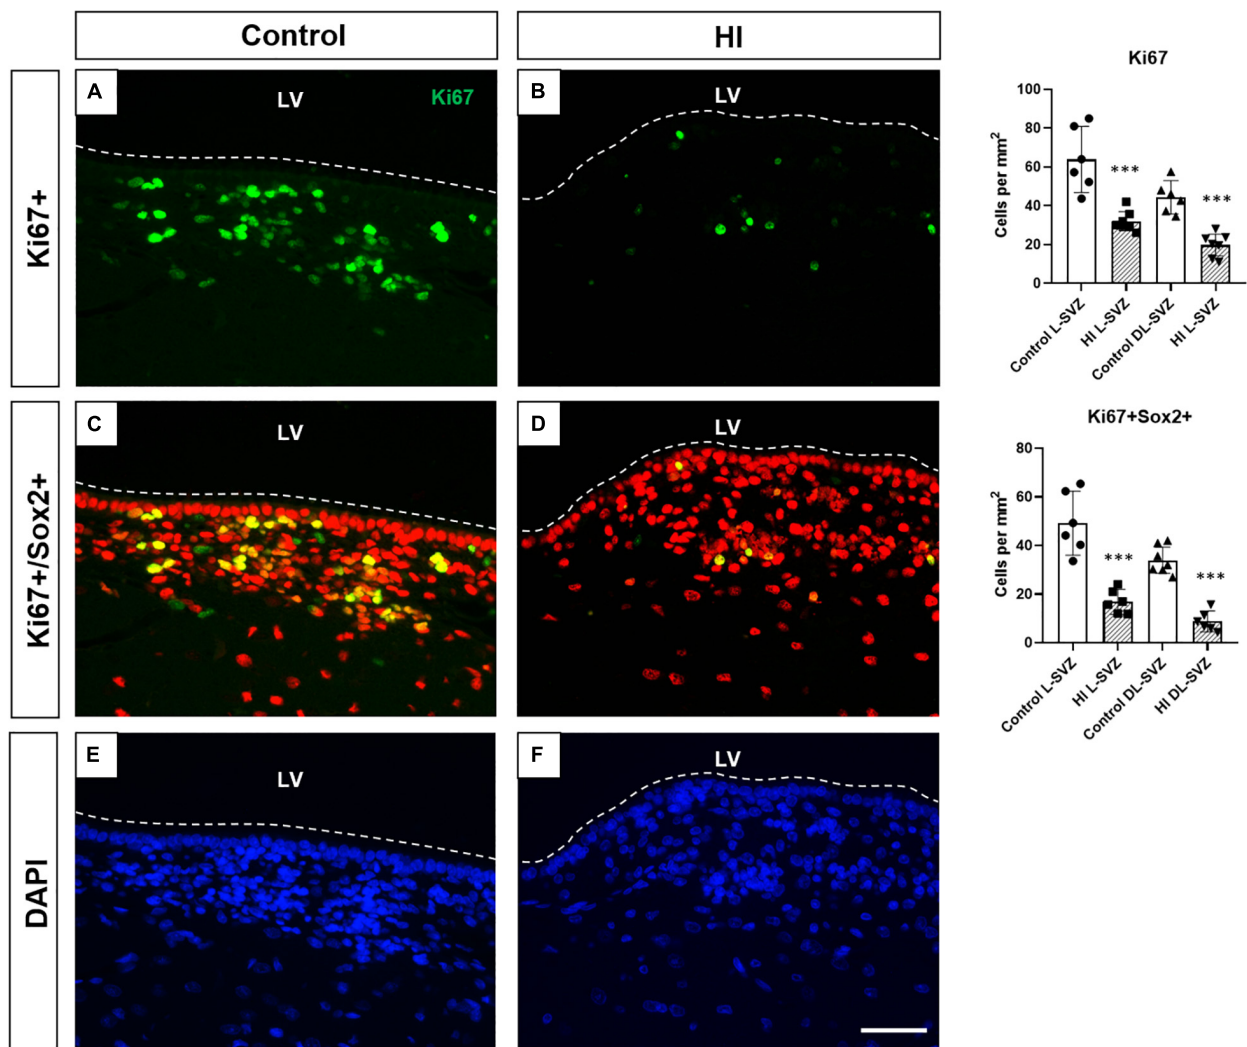 Control
HI
Ki67+
A
LV
Ki67
B
LV
Ki67+/Sox2+
C
LV
D
LV
DAPI
E
LV
F
LV
Ki67
Cells per mm2
100
80
60
40
20
0
***
***
Control L-SVZ
HI L-SVZ
Control DL-SVZ
HI L-SVZ
Ki67+Sox2+
Cells per mm2
80
60
40
20
0
***
***
Control L-SVZ
HI L-SVZ
Control DL-SVZ
HI DL-SVZ